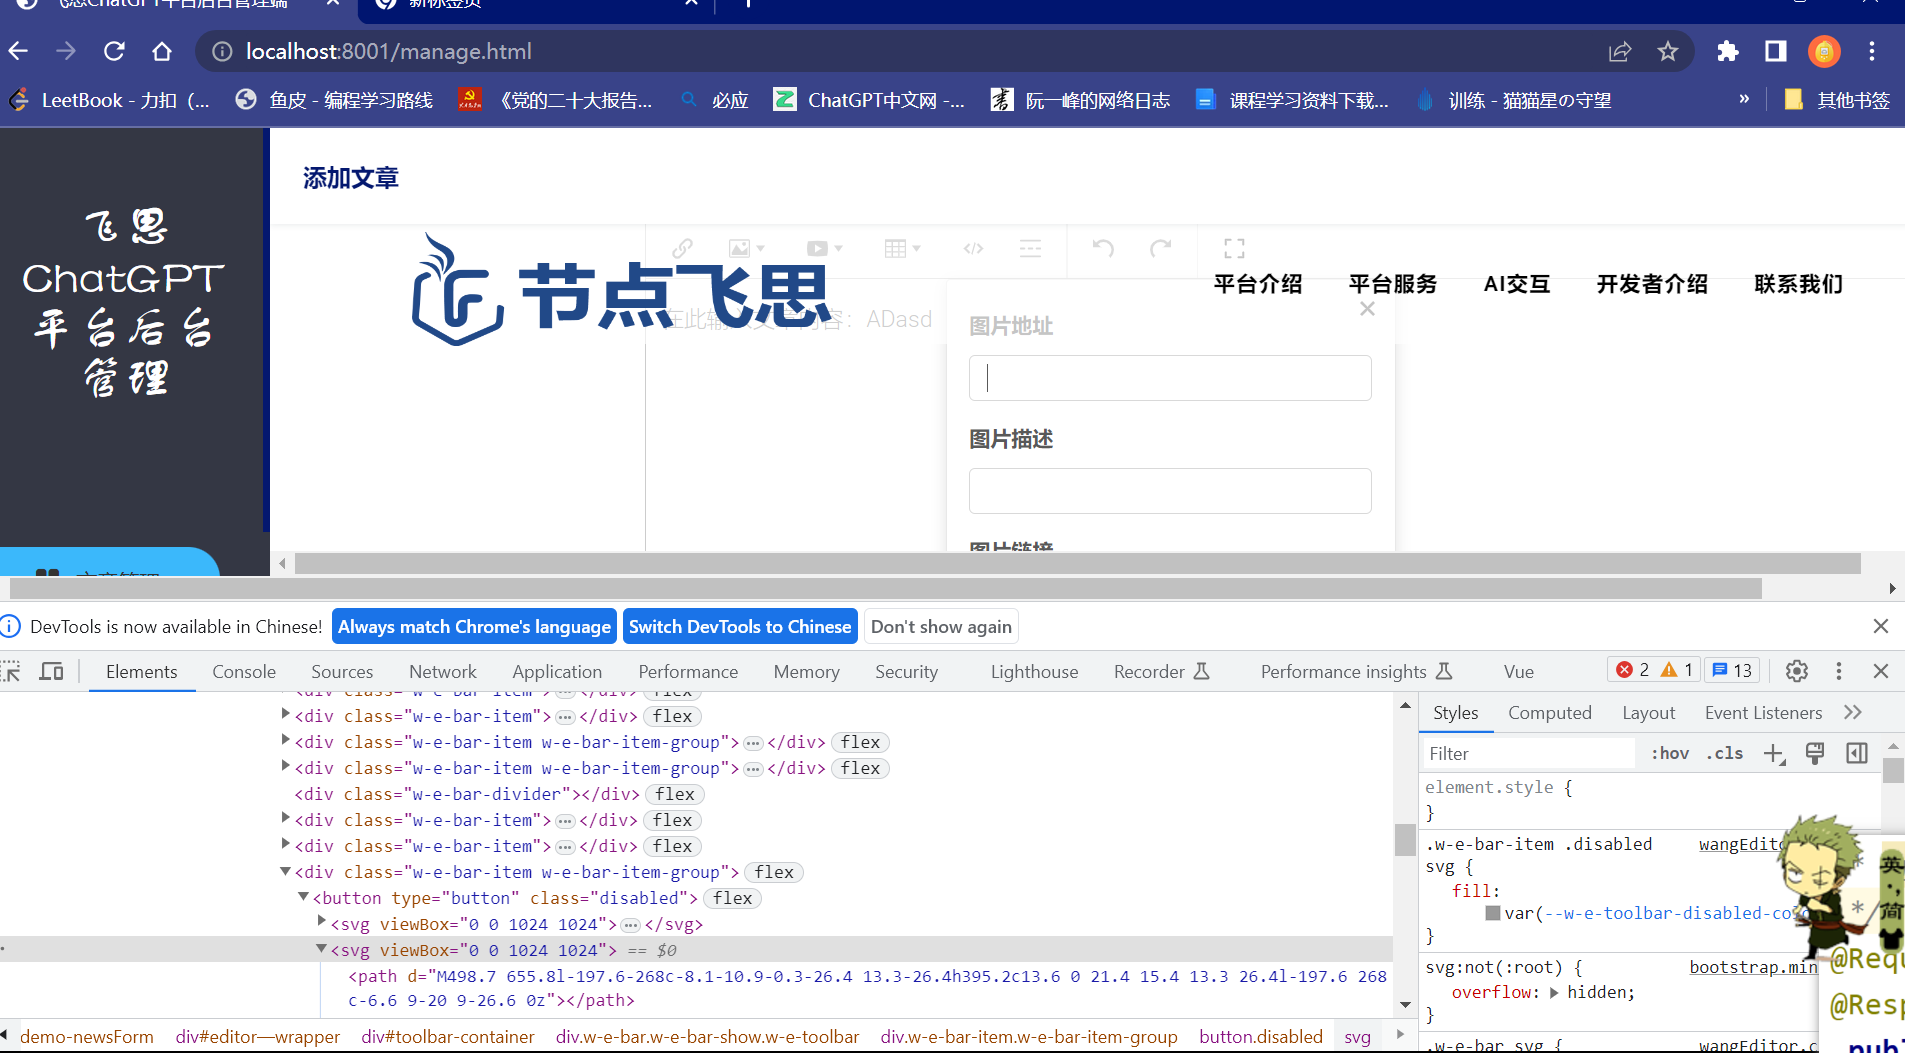 飞思ChatGPT平台后台管理端
新标签页
localhost:8001/manage.html
LeetBook - 力扣（...
鱼皮 - 编程学习路线
《党的二十大报告...
必应
ChatGPT中文网 -...
阮一峰的网络日志
课程学习资料下载...
训练 - 猫猫星の守望
»
其他书签
飞思
ChatGPT
平台后台
管理
添加文章
节点飞思
平台介绍
平台服务
AI交互
开发者介绍
联系我们
ADasd
图片地址
图片描述
图片链接
文章管理
DevTools is now available in Chinese!
Always match Chrome's language
Switch DevTools to Chinese
Don't show again
Elements
Console
Sources
Network
Application
Performance
Memory
Security
Lighthouse
Recorder
Performance insights
Vue
2
1
13
<div class="w-e-bar-item">…</div> flex
<div class="w-e-bar-item">…</div> flex
<div class="w-e-bar-item w-e-bar-item-group">…</div> flex
<div class="w-e-bar-item w-e-bar-item-group">…</div> flex
<div class="w-e-bar-divider"></div> flex
<div class="w-e-bar-item">…</div> flex
<div class="w-e-bar-item">…</div> flex
<div class="w-e-bar-item w-e-bar-item-group"> flex
<button type="button" class="disabled"> flex
<svg viewBox="0 0 1024 1024">…</svg>
<svg viewBox="0 0 1024 1024"> == $0
<path d="M498.7 655.8l-197.6-268c-8.1-10.9-0.3-26.4 13.3-26.4h395.2c13.6 0 21.4 15.4 13.3 26.4l-197.6 268
c-6.6 9-20 9-26.6 0z"></path>
demo-newsForm
div#editor—wrapper
div#toolbar-container
div.w-e-bar.w-e-bar-show.w-e-toolbar
div.w-e-bar-item.w-e-bar-item-group
button.disabled
svg
Styles
Computed
Layout
Event Listeners
Filter
:hov
.cls
element.style {
}
.w-e-bar-item .disabled
wangEdito
svg {
fill:
var(--w-e-toolbar-disabled-co
}
svg:not(:root) {
bootstrap.min
overflow: hidden;
}
.w-e-bar svg {
wangEditor.c
英
简
*
@Requ
@Resp
publ